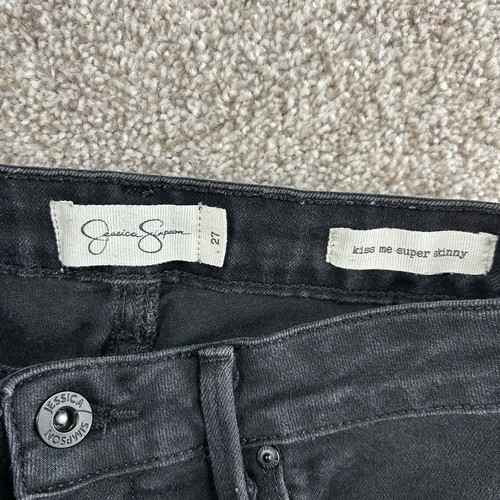 Jessica Simpson
27
kiss me super skinny
JESSICA
SIMPSON